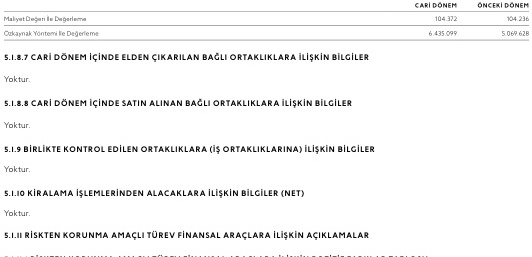 CARİ DÖNEM ÖNCEKİ DÖNEM
Maliyet Değeri İle Değerleme 104.372 104.236
Özkaynak Yöntemi İle Değerleme 6.435.099 5.069.628
5.1.8.7 CARİ DÖNEM İÇİNDE ELDEN ÇIKARILAN BAĞLI ORTAKLIKLARA İLİŞKİN BİLGİLER
Yoktur.
5.1.8.8 CARİ DÖNEM İÇİNDE SATIN ALINAN BAĞLI ORTAKLIKLARA İLİŞKİN BİLGİLER
Yoktur.
5.1.9 BİRLİKTE KONTROL EDİLEN ORTAKLIKLARA (İŞ ORTAKLIKLARINA) İLİŞKİN BİLGİLER
Yoktur.
5.1.10 KİRALAMA İŞLEMLERİNDEN ALACAKLARA İLİŞKİN BİLGİLER (NET)
Yoktur.
5.1.11 RİSKTEN KORUNMA AMAÇLI TÜREV FİNANSAL ARAÇLARA İLİŞKİN AÇIKLAMALAR